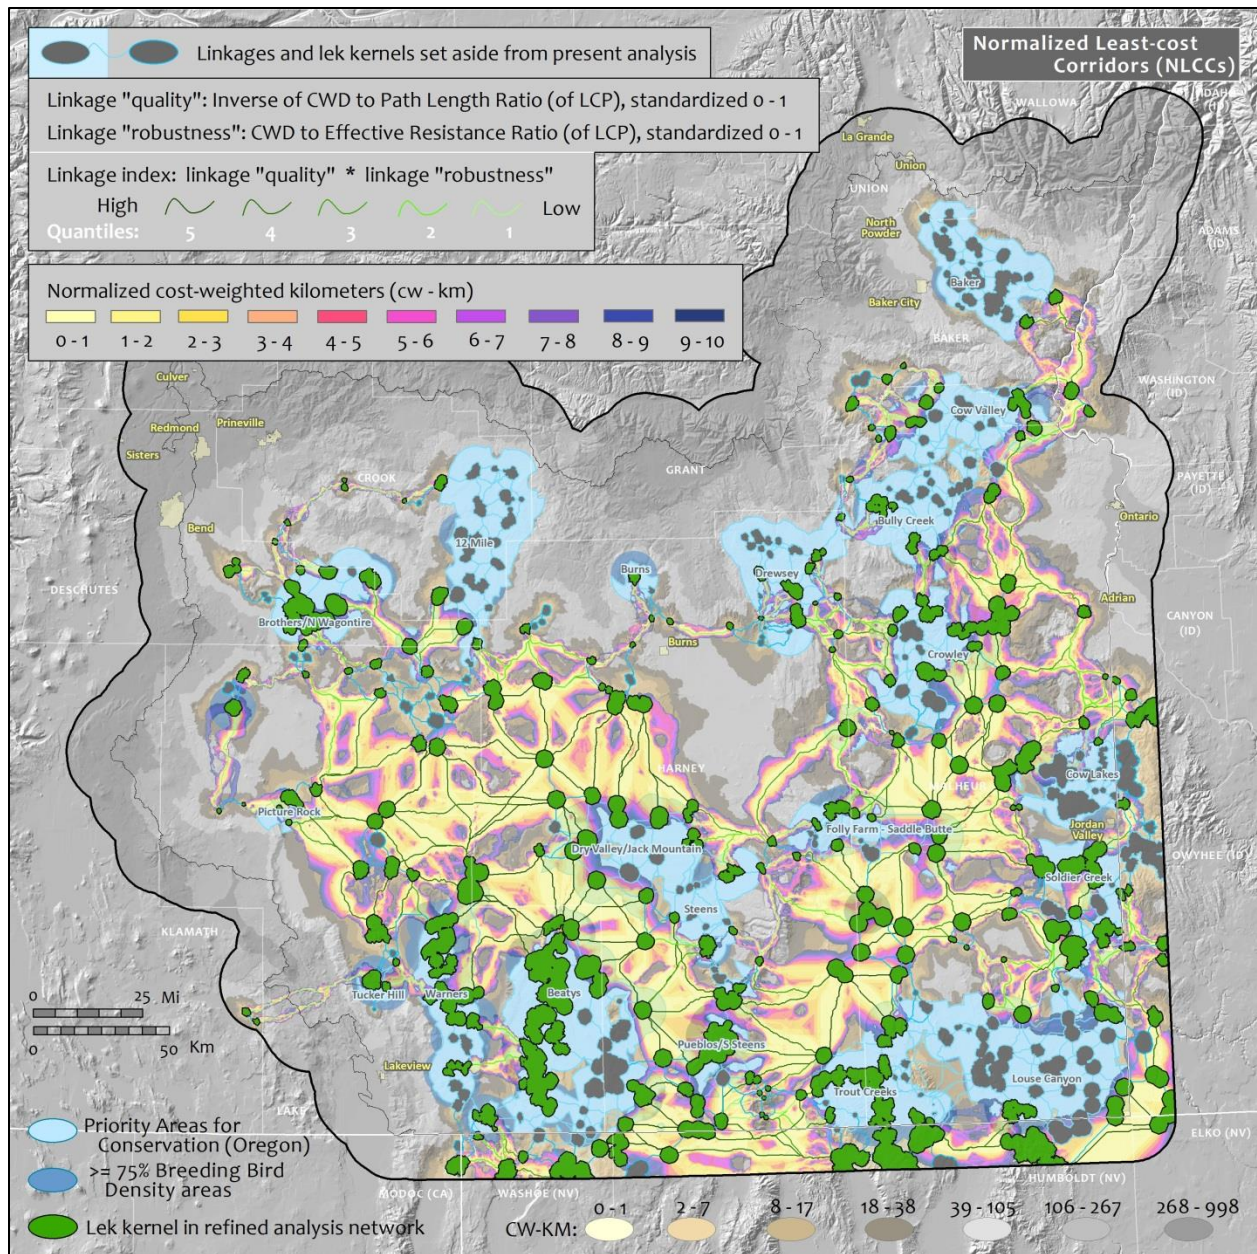 Linkages and lek kernels set aside from present analysis
Normalized Least-cost
Corridors (NLCCs)
Linkage "quality": Inverse of CWD to Path Length Ratio (of LCP), standardized 0 - 1
Linkage "robustness": CWD to Effective Resistance Ratio (of LCP), standardized 0 - 1
Linkage index: linkage "quality" * linkage "robustness"
High Low
Quantiles: 5 4 3 2 1
Normalized cost-weighted kilometers (cw - km)
0 - 1 1 - 2 2 - 3 3 - 4 4 - 5 5 - 6 6 - 7 7 - 8 8 - 9 9 - 10
IDAHO
(ID)
WALLOWA
La Grande
Union
UNION
North
Powder
ADAMS
(ID)
Baker
Baker City
BAKER
WASHINGTON
(ID)
Culver
Redmond
Prineville
Sisters
Cow Valley
GRANT
CROOK
PAYETTE
(ID)
Bend
Ontario
Bully Creek
12 Mile
Burns
Drewsey
DESCHUTES
Adrian
CANYON
(ID)
Brothers/N Wagontire
Burns
Crowley
HARNEY
Cow Lakes
MALHEUR
Picture Rock
Folly Farm - Saddle Butte
Jordan
Valley
Dry Valley/Jack Mountain
OWYHEE (ID)
Soldier Creek
Steens
KLAMATH
Tucker Hill
Warners
Beatys
0 25 Mi
0 50 Km
Pueblos/S Steens
Lakeview
Louse Canyon
Trout Creeks
LAKE
Priority Areas for
Conservation (Oregon)
ELKO (NV)
>= 75% Breeding Bird
Density areas
MODOC (CA)
WASHOE (NV)
HUMBOLDT (NV)
Lek kernel in refined analysis network
CW-KM: 0 - 1 2 - 7 8 - 17 18 - 38 39 - 105 106 - 267 268 - 998